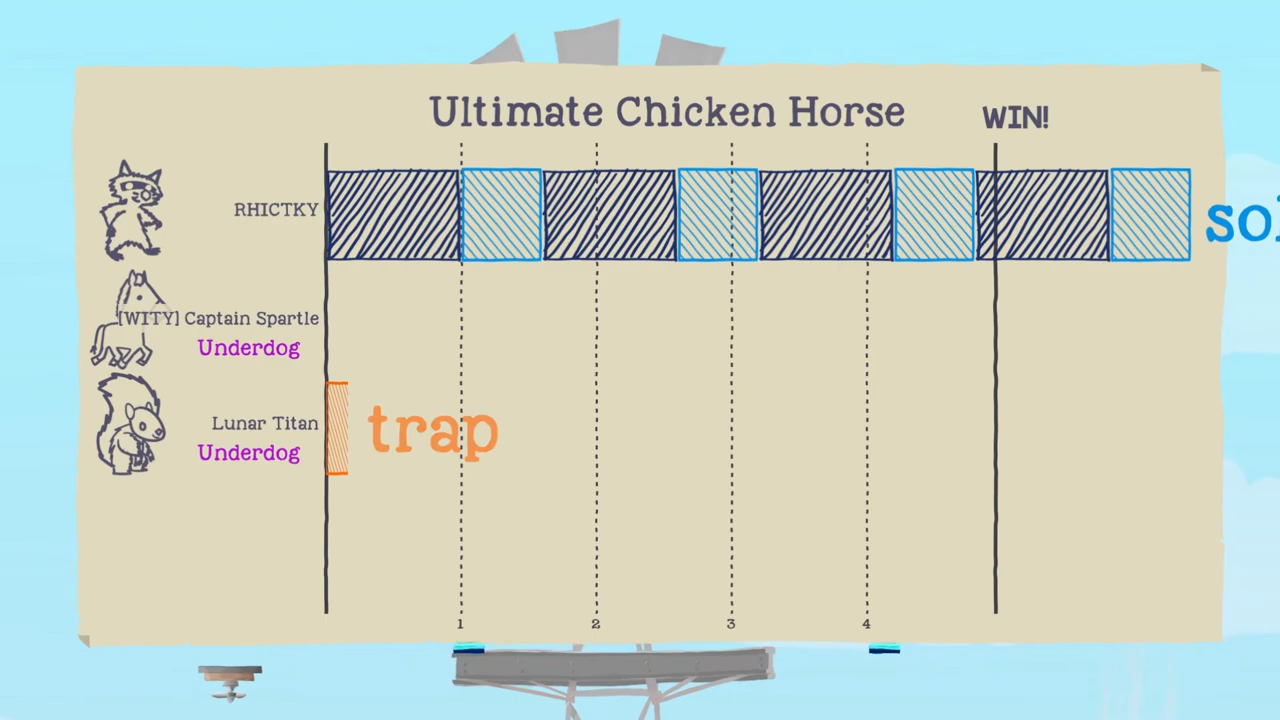 Ultimate Chicken Horse
WIN!
RHICTKY
[WITY] Captain Spartle
Underdog
Lunar Titan
Underdog
trap
1 2 3 4